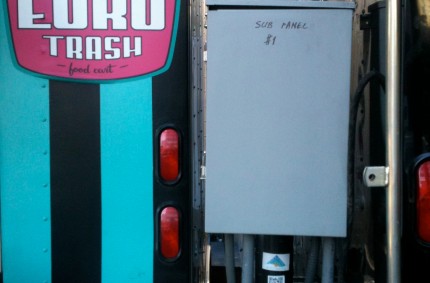 EURO
TRASH
- food cart -
SUB PANEL
#1